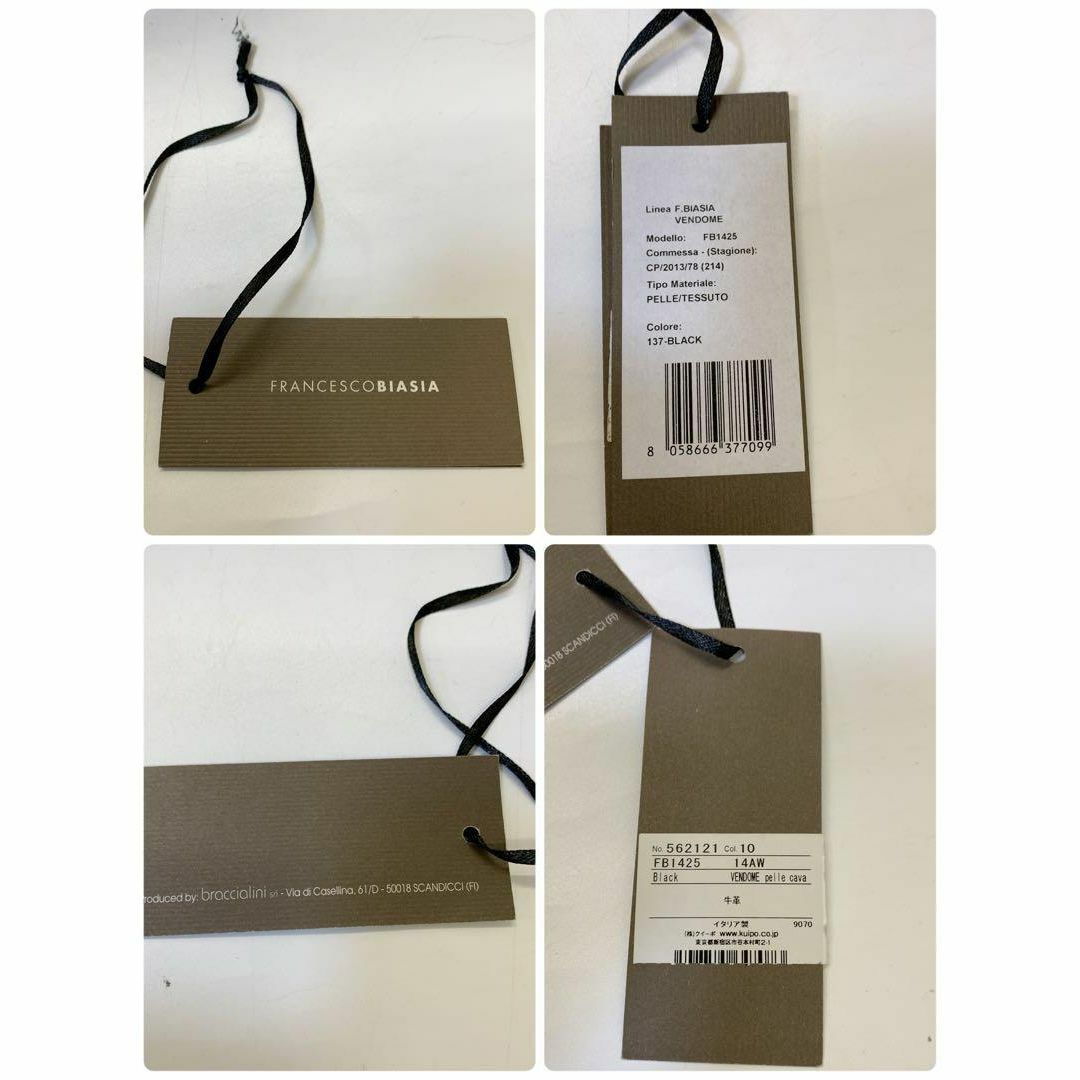 FRANCESCOBIASIA
Linea F.BIASIA
VENDOME
Modello: FB1425
Commessa - (Stagione):
CP/2013/78 (214)
Tipo Materiale:
PELLE/TESSUTO
Colore:
137-BLACK
8 058666 377099
roduced by: braccialini srl - Via di Casellina, 61/D - 50018 SCANDICCI (FI)
50018 SCANDICCI (FI)
No. 562121 Col. 10
FB1425 14AW
Black VENDOME pelle cava
牛革
イタリア製 9070
(株)クイーポ www.kuipo.co.jp
東京都新宿区市谷本村町2-1